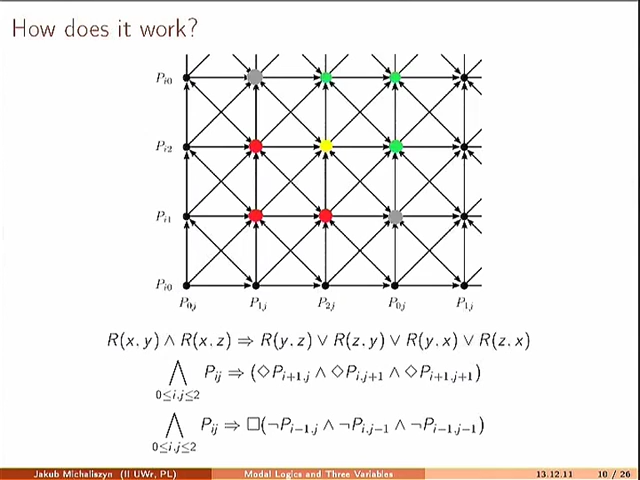 How does it work?
P_{i0}
P_{i2}
P_{i1}
P_{i0}
P_{0j} P_{1,j} P_{2j} P_{0j} P_{1,j}
R(x, y) ∧ R(x, z) ⇒ R(y, z) ∨ R(z, y) ∨ R(y, x) ∨ R(z, x)
⋀_{0≤i,j≤2} P_{ij} ⇒ (◇P_{i+1,j} ∧ ◇P_{i,j+1} ∧ ◇P_{i+1,j+1})
⋀_{0≤i,j≤2} P_{ij} ⇒ □(¬P_{i−1,j} ∧ ¬P_{i,j−1} ∧ ¬P_{i−1,j−1})
Jakub Michaliszyn (II UWr, PL) Modal Logics and Three Variables 13.12.11 10 / 26